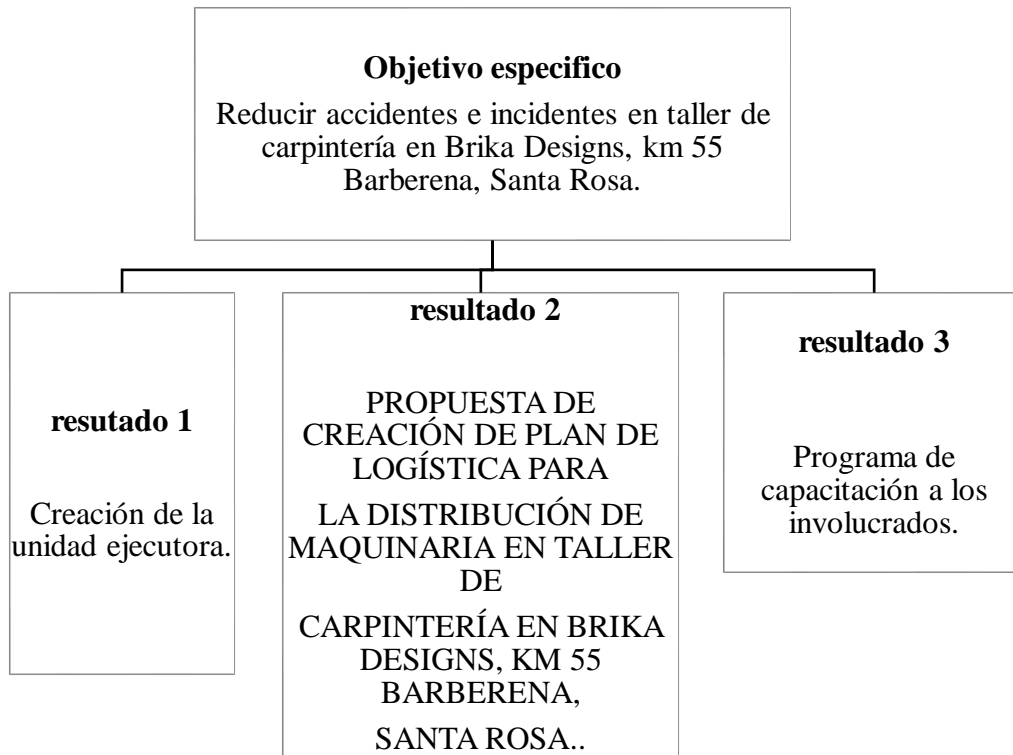 Objetivo especifico
Reducir accidentes e incidentes en taller de
carpintería en Brika Designs, km 55
Barberena, Santa Rosa.
resutado 1
Creación de la
unidad ejecutora.
resultado 2
PROPUESTA DE
CREACIÓN DE PLAN DE
LOGÍSTICA PARA
LA DISTRIBUCIÓN DE
MAQUINARIA EN TALLER
DE
CARPINTERÍA EN BRIKA
DESIGNS, KM 55
BARBERENA,
SANTA ROSA..
resultado 3
Programa de
capacitación a los
involucrados.